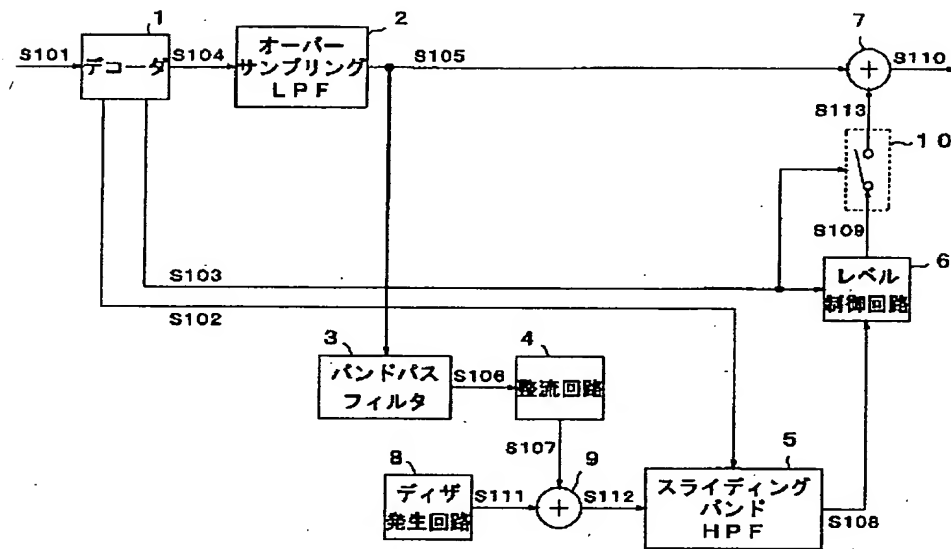 1
2
S101
デコーダ
S104
オーバー
サンプリング
LPF
S105
7
+
S110
S113
10
S109
S103
S102
6
レベル
制御回路
3
バンドパス
フィルタ
S106
4
整流回路
S107
8
ディザ
発生回路
S111
9
+
S112
5
スライディング
バンド
HPF
S108